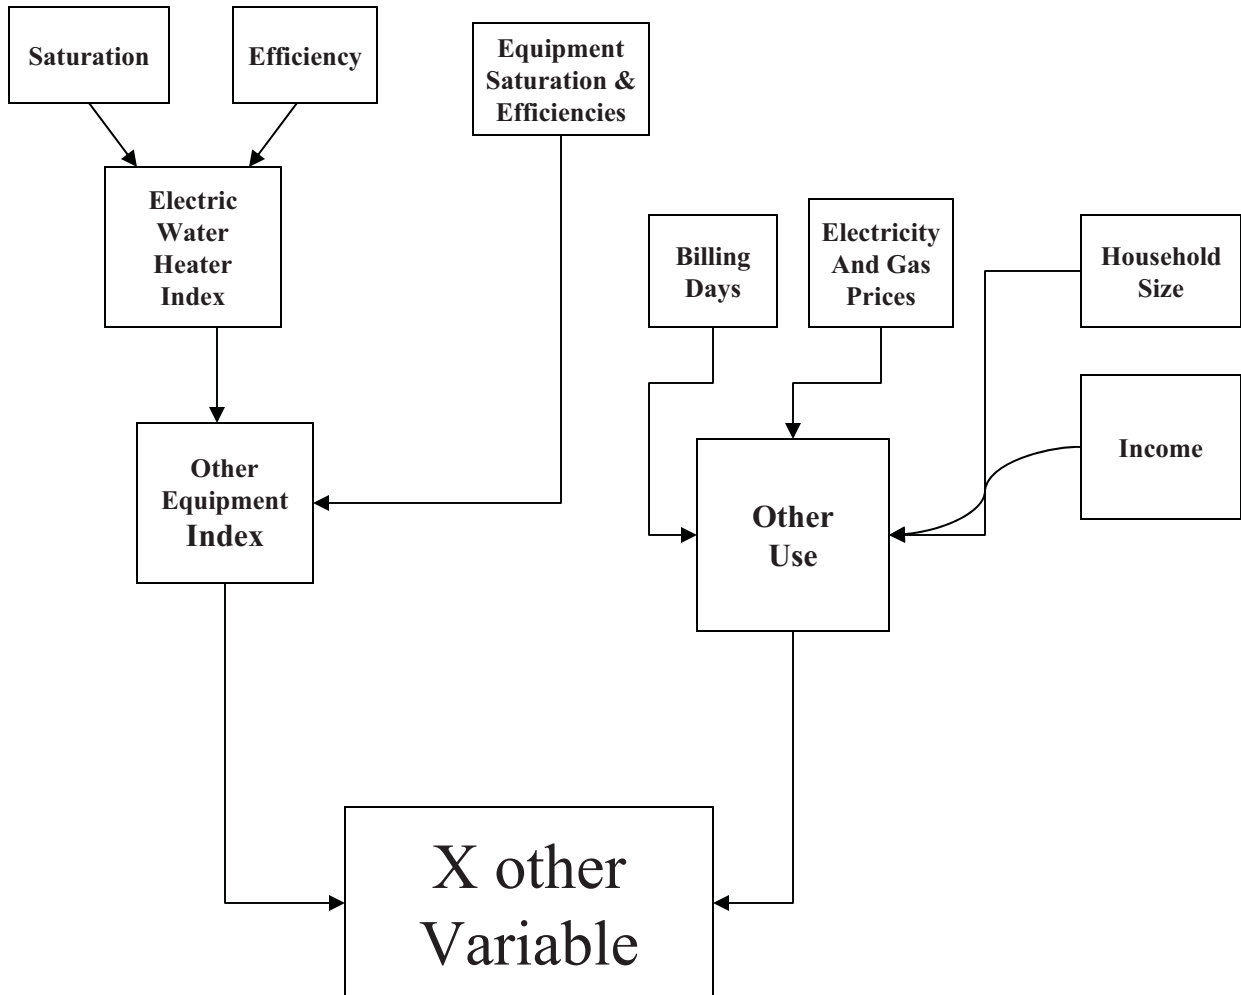 Saturation
Efficiency
Equipment
Saturation &
Efficiencies
Electric
Water
Heater
Index
Billing
Days
Electricity
And Gas
Prices
Household
Size
Income
Other
Equipment
Index
Other
Use
X other
Variable